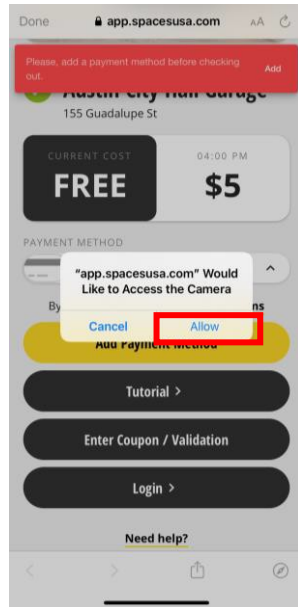 Done
app.spacesusa.com
AA
Please, add a payment method before checking
out.
Add
Austin City Hall Garage
155 Guadalupe St
CURRENT COST
FREE
04:00 PM
$5
PAYMENT METHOD
"app.spacesusa.com" Would
Like to Access the Camera
By
ns
Cancel
Allow
Add Payment Method
Tutorial >
Enter Coupon / Validation
Login >
Need help?